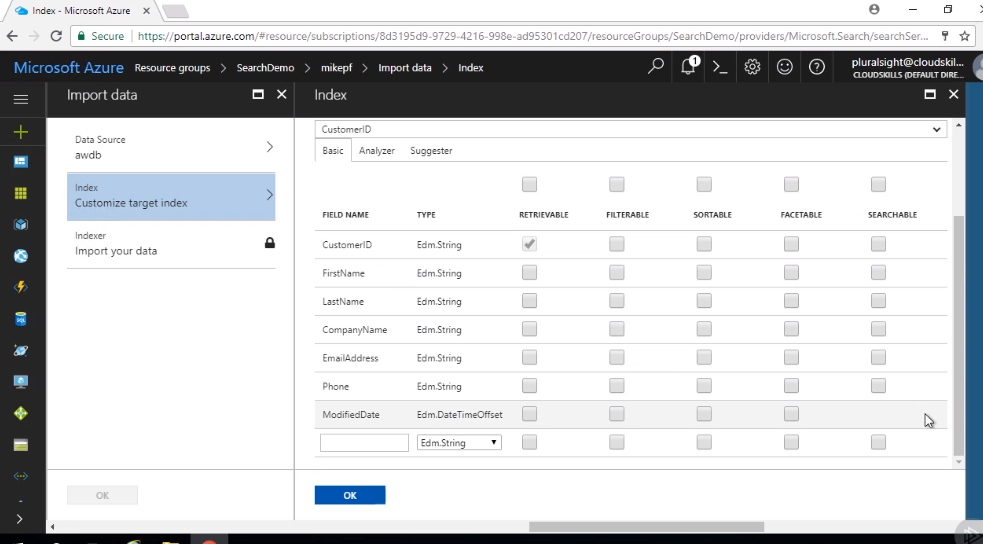 Index - Microsoft Azure
Secure https://portal.azure.com/#resource/subscriptions/8d3195d9-9729-4216-998e-ad95301cd207/resourceGroups/SearchDemo/providers/Microsoft.Search/searchSer...
Microsoft Azure Resource groups > SearchDemo > mikepf > Import data > Index
1
pluralsight@cloudskil...
CLOUDSKILLS (DEFAULT DIRE...
Import data
Index
Data Source
awdb
Index
Customize target index
Indexer
Import your data
OK
CustomerID
Basic Analyzer Suggester
FIELD NAME TYPE RETRIEVABLE FILTERABLE SORTABLE FACETABLE SEARCHABLE
CustomerID Edm.String
FirstName Edm.String
LastName Edm.String
CompanyName Edm.String
EmailAddress Edm.String
Phone Edm.String
ModifiedDate Edm.DateTimeOffset
Edm.String
OK
SQL